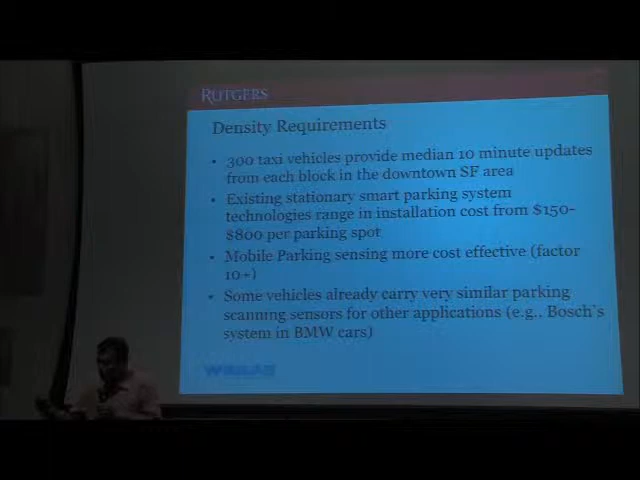 RUTGERS
Density Requirements
• 300 taxi vehicles provide median 10 minute updates
from each block in the downtown SF area
• Existing stationary smart parking system
technologies range in installation cost from $150-
$800 per parking spot
• Mobile Parking sensing more cost effective (factor
10+)
• Some vehicles already carry very similar parking
scanning sensors for other applications (e.g., Bosch's
system in BMW cars)
WINLAB